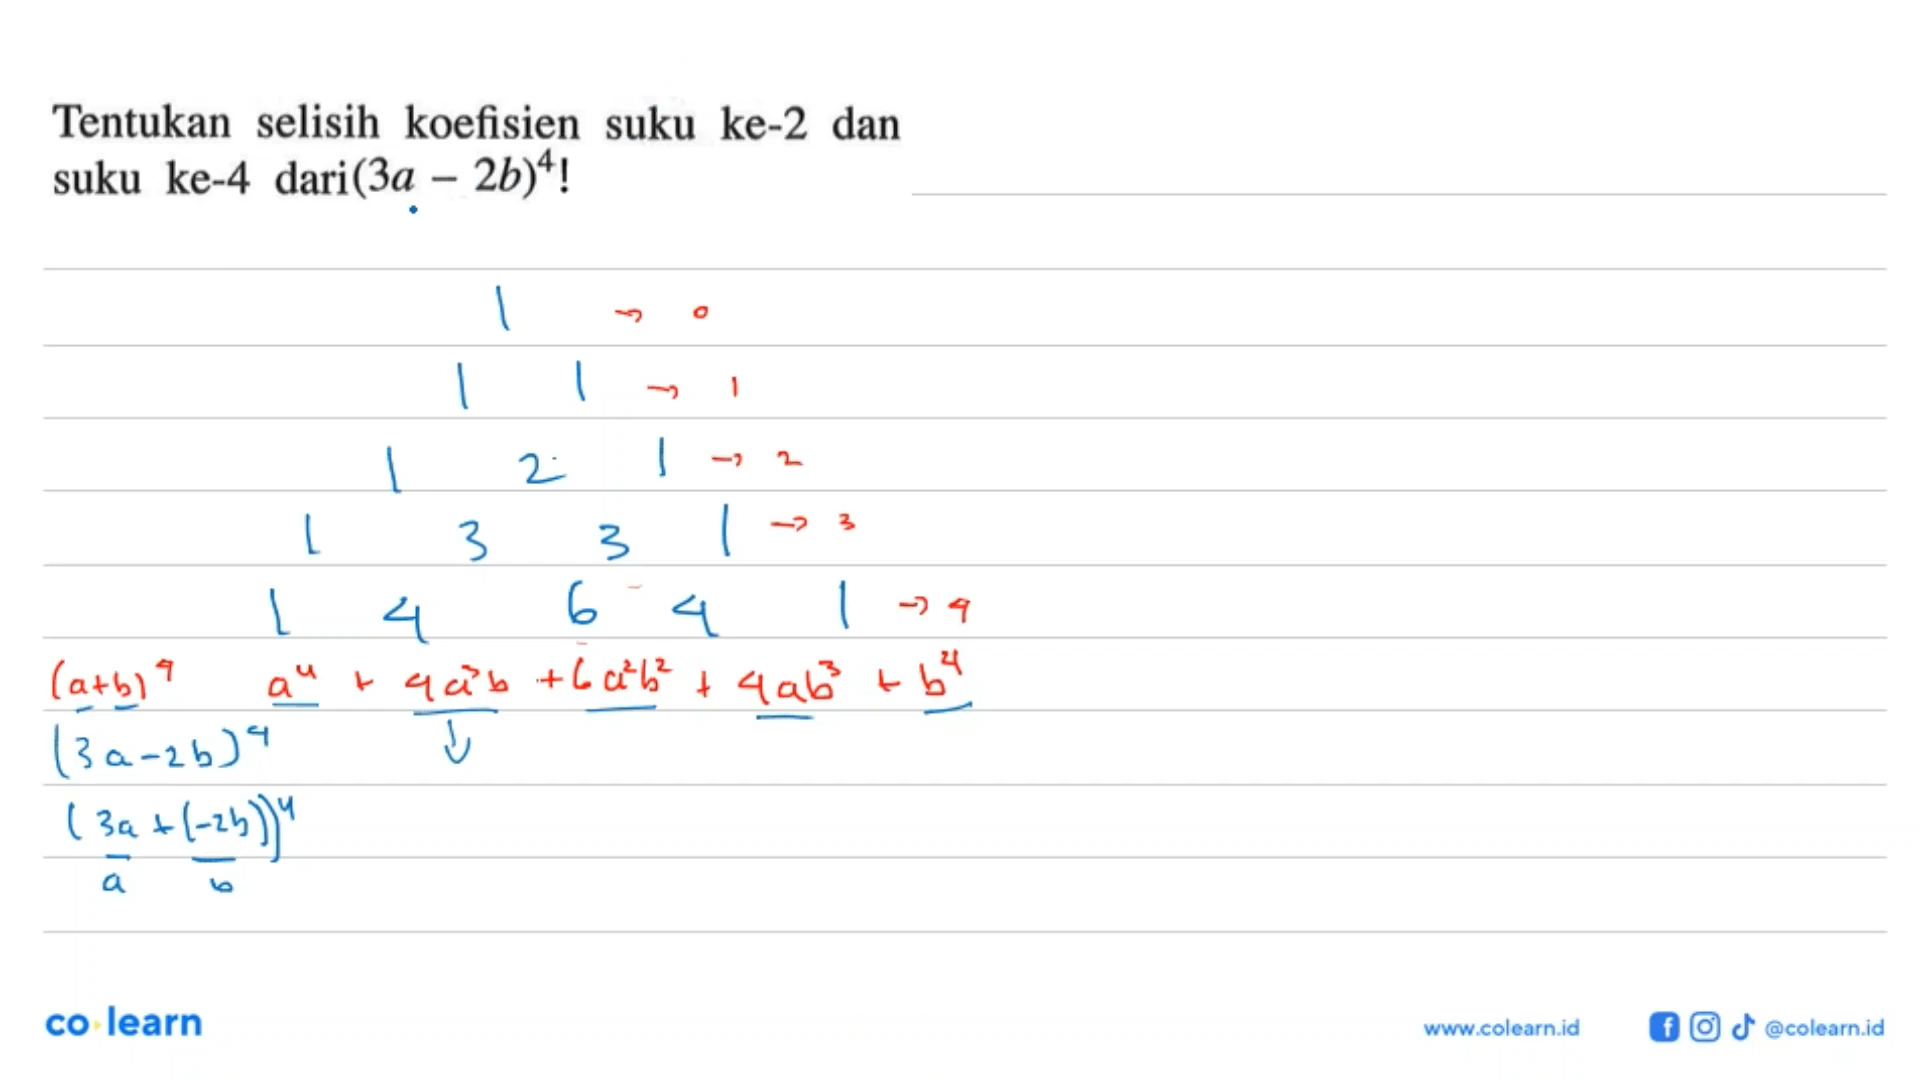 Tentukan selisih koefisien suku ke-2 dan
suku ke-4 dari(3a − 2b)⁴!
1 → 0
1 1 → 1
1 2 1 → 2
1 3 3 1 → 3
1 4 6 4 1 → 4
(a+b)⁴ a⁴ + 4a³b + 6a²b² + 4ab³ + b⁴
(3a-2b)⁴ ↓
(3a+(-2b))⁴
a b
co learn
www.colearn.id @colearn.id